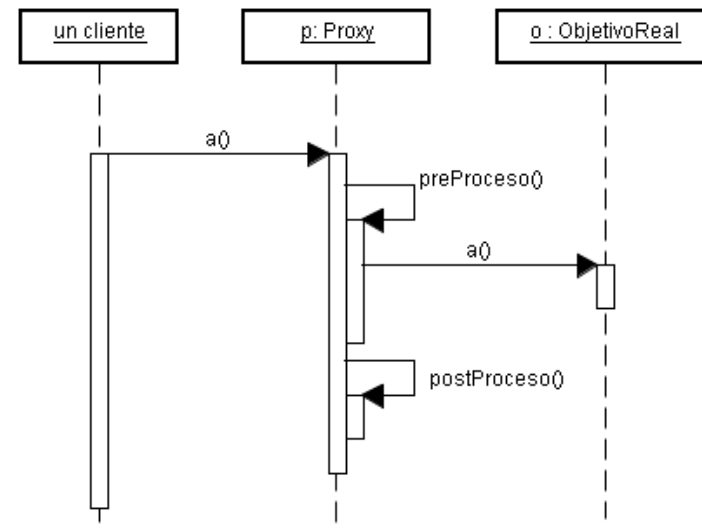 un cliente
p: Proxy
o : ObjetivoReal
a()
preProceso()
a()
postProceso()